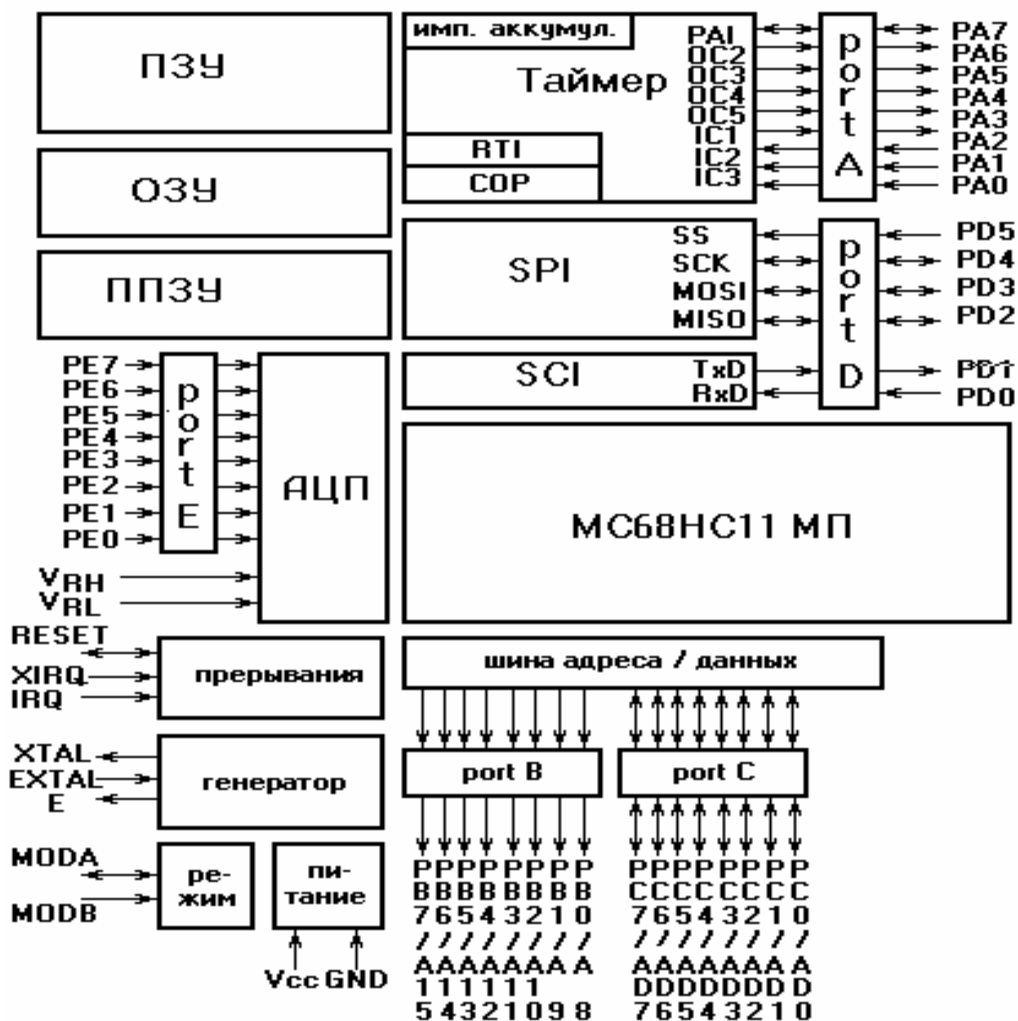 ПЗУ
ОЗУ
ППЗУ
имп. аккумул.
Таймер
RTI
COP
PAI
OC2
OC3
OC4
OC5
IC1
IC2
IC3
port A
PA7
PA6
PA5
PA4
PA3
PA2
PA1
PA0
SPI
SS
SCK
MOSI
MISO
SCI
TxD
RxD
port D
PD5
PD4
PD3
PD2
PD1
PD0
PE7
PE6
PE5
PE4
PE3
PE2
PE1
PE0
port E
АЦП
VRH
VRL
МС68НС11 МП
RESET
XIRQ
IRQ
прерывания
XTAL
EXTAL
E
генератор
MODA
MODB
ре-
жим
пи-
тание
Vcc GND
шина адреса / данных
port B
port C
PB7/A15
PB6/A14
PB5/A13
PB4/A12
PB3/A11
PB2/A10
PB1/A9
PB0/A8
PC7/AD7
PC6/AD6
PC5/AD5
PC4/AD4
PC3/AD3
PC2/AD2
PC1/AD1
PC0/AD0